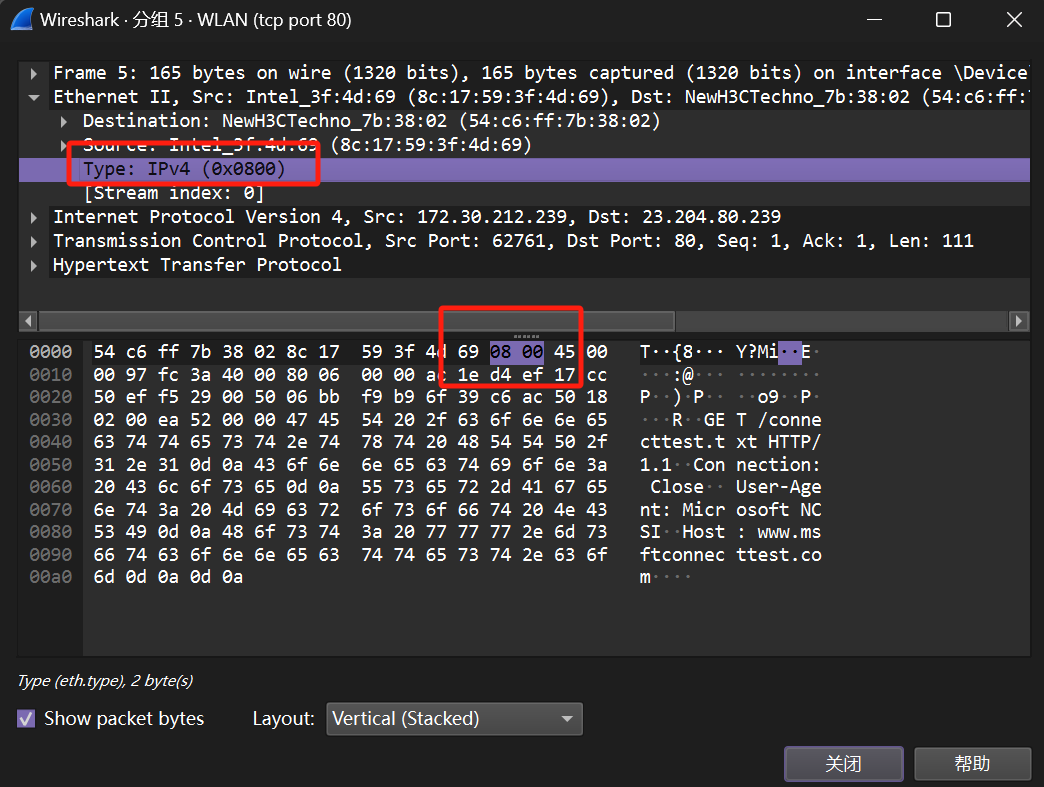 Wireshark · 分组 5 · WLAN (tcp port 80)
Frame 5: 165 bytes on wire (1320 bits), 165 bytes captured (1320 bits) on interface \Device
Ethernet II, Src: Intel_3f:4d:69 (8c:17:59:3f:4d:69), Dst: NewH3CTechno_7b:38:02 (54:c6:ff:
Destination: NewH3CTechno_7b:38:02 (54:c6:ff:7b:38:02)
Source: Intel_3f:4d:69 (8c:17:59:3f:4d:69)
Type: IPv4 (0x0800)
[Stream index: 0]
Internet Protocol Version 4, Src: 172.30.212.239, Dst: 23.204.80.239
Transmission Control Protocol, Src Port: 62761, Dst Port: 80, Seq: 1, Ack: 1, Len: 111
Hypertext Transfer Protocol
0000 54 c6 ff 7b 38 02 8c 17 59 3f 4d 69 08 00 45 00 T··{8··· Y?Mi··E·
0010 00 97 fc 3a 40 00 80 06 00 00 ac 1e d4 ef 17 cc ···:@··· ········
0020 50 ef f5 29 00 50 06 bb f9 b9 6f 39 c6 ac 50 18 P··)·P·· ··o9··P·
0030 02 00 ea 52 00 00 47 45 54 20 2f 63 6f 6e 6e 65 ···R··GE T /conne
0040 63 74 74 65 73 74 2e 74 78 74 20 48 54 54 50 2f cttest.t xt HTTP/
0050 31 2e 31 0d 0a 43 6f 6e 6e 65 63 74 69 6f 6e 3a 1.1··Con nection:
0060 20 43 6c 6f 73 65 0d 0a 55 73 65 72 2d 41 67 65 Close·· User-Age
0070 6e 74 3a 20 4d 69 63 72 6f 73 6f 66 74 20 4e 43 nt: Micr osoft NC
0080 53 49 0d 0a 48 6f 73 74 3a 20 77 77 77 2e 6d 73 SI··Host : www.ms
0090 66 74 63 6f 6e 6e 65 63 74 74 65 73 74 2e 63 6f ftconnec ttest.co
00a0 6d 0d 0a 0d 0a m····
Type (eth.type), 2 byte(s)
Show packet bytes Layout: Vertical (Stacked)
关闭 帮助